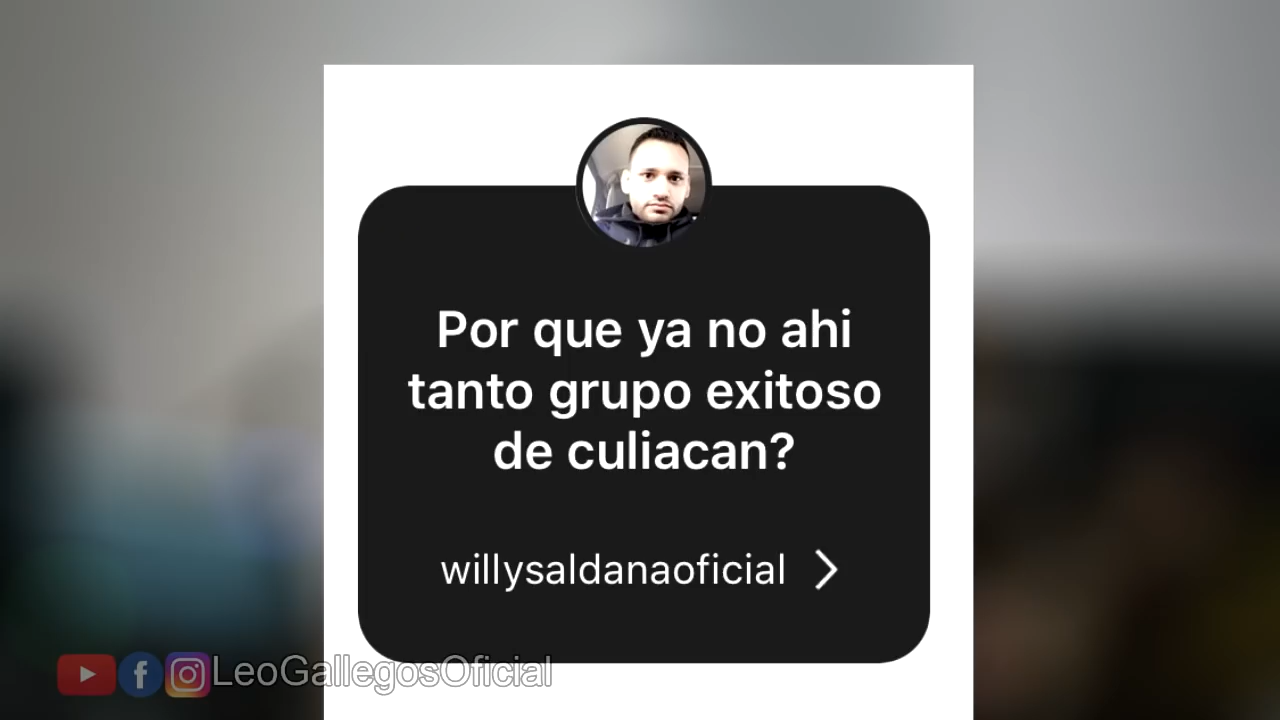 Por que ya no ahi
tanto grupo exitoso
de culiacan?
willysaldanaoficial
LeoGallegosOficial